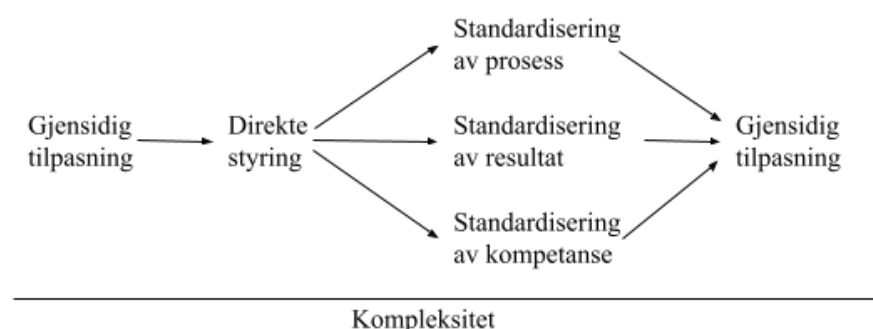 Gjensidig
tilpasning
Direkte
styring
Standardisering
av prosess
Standardisering
av resultat
Standardisering
av kompetanse
Gjensidig
tilpasning
Kompleksitet